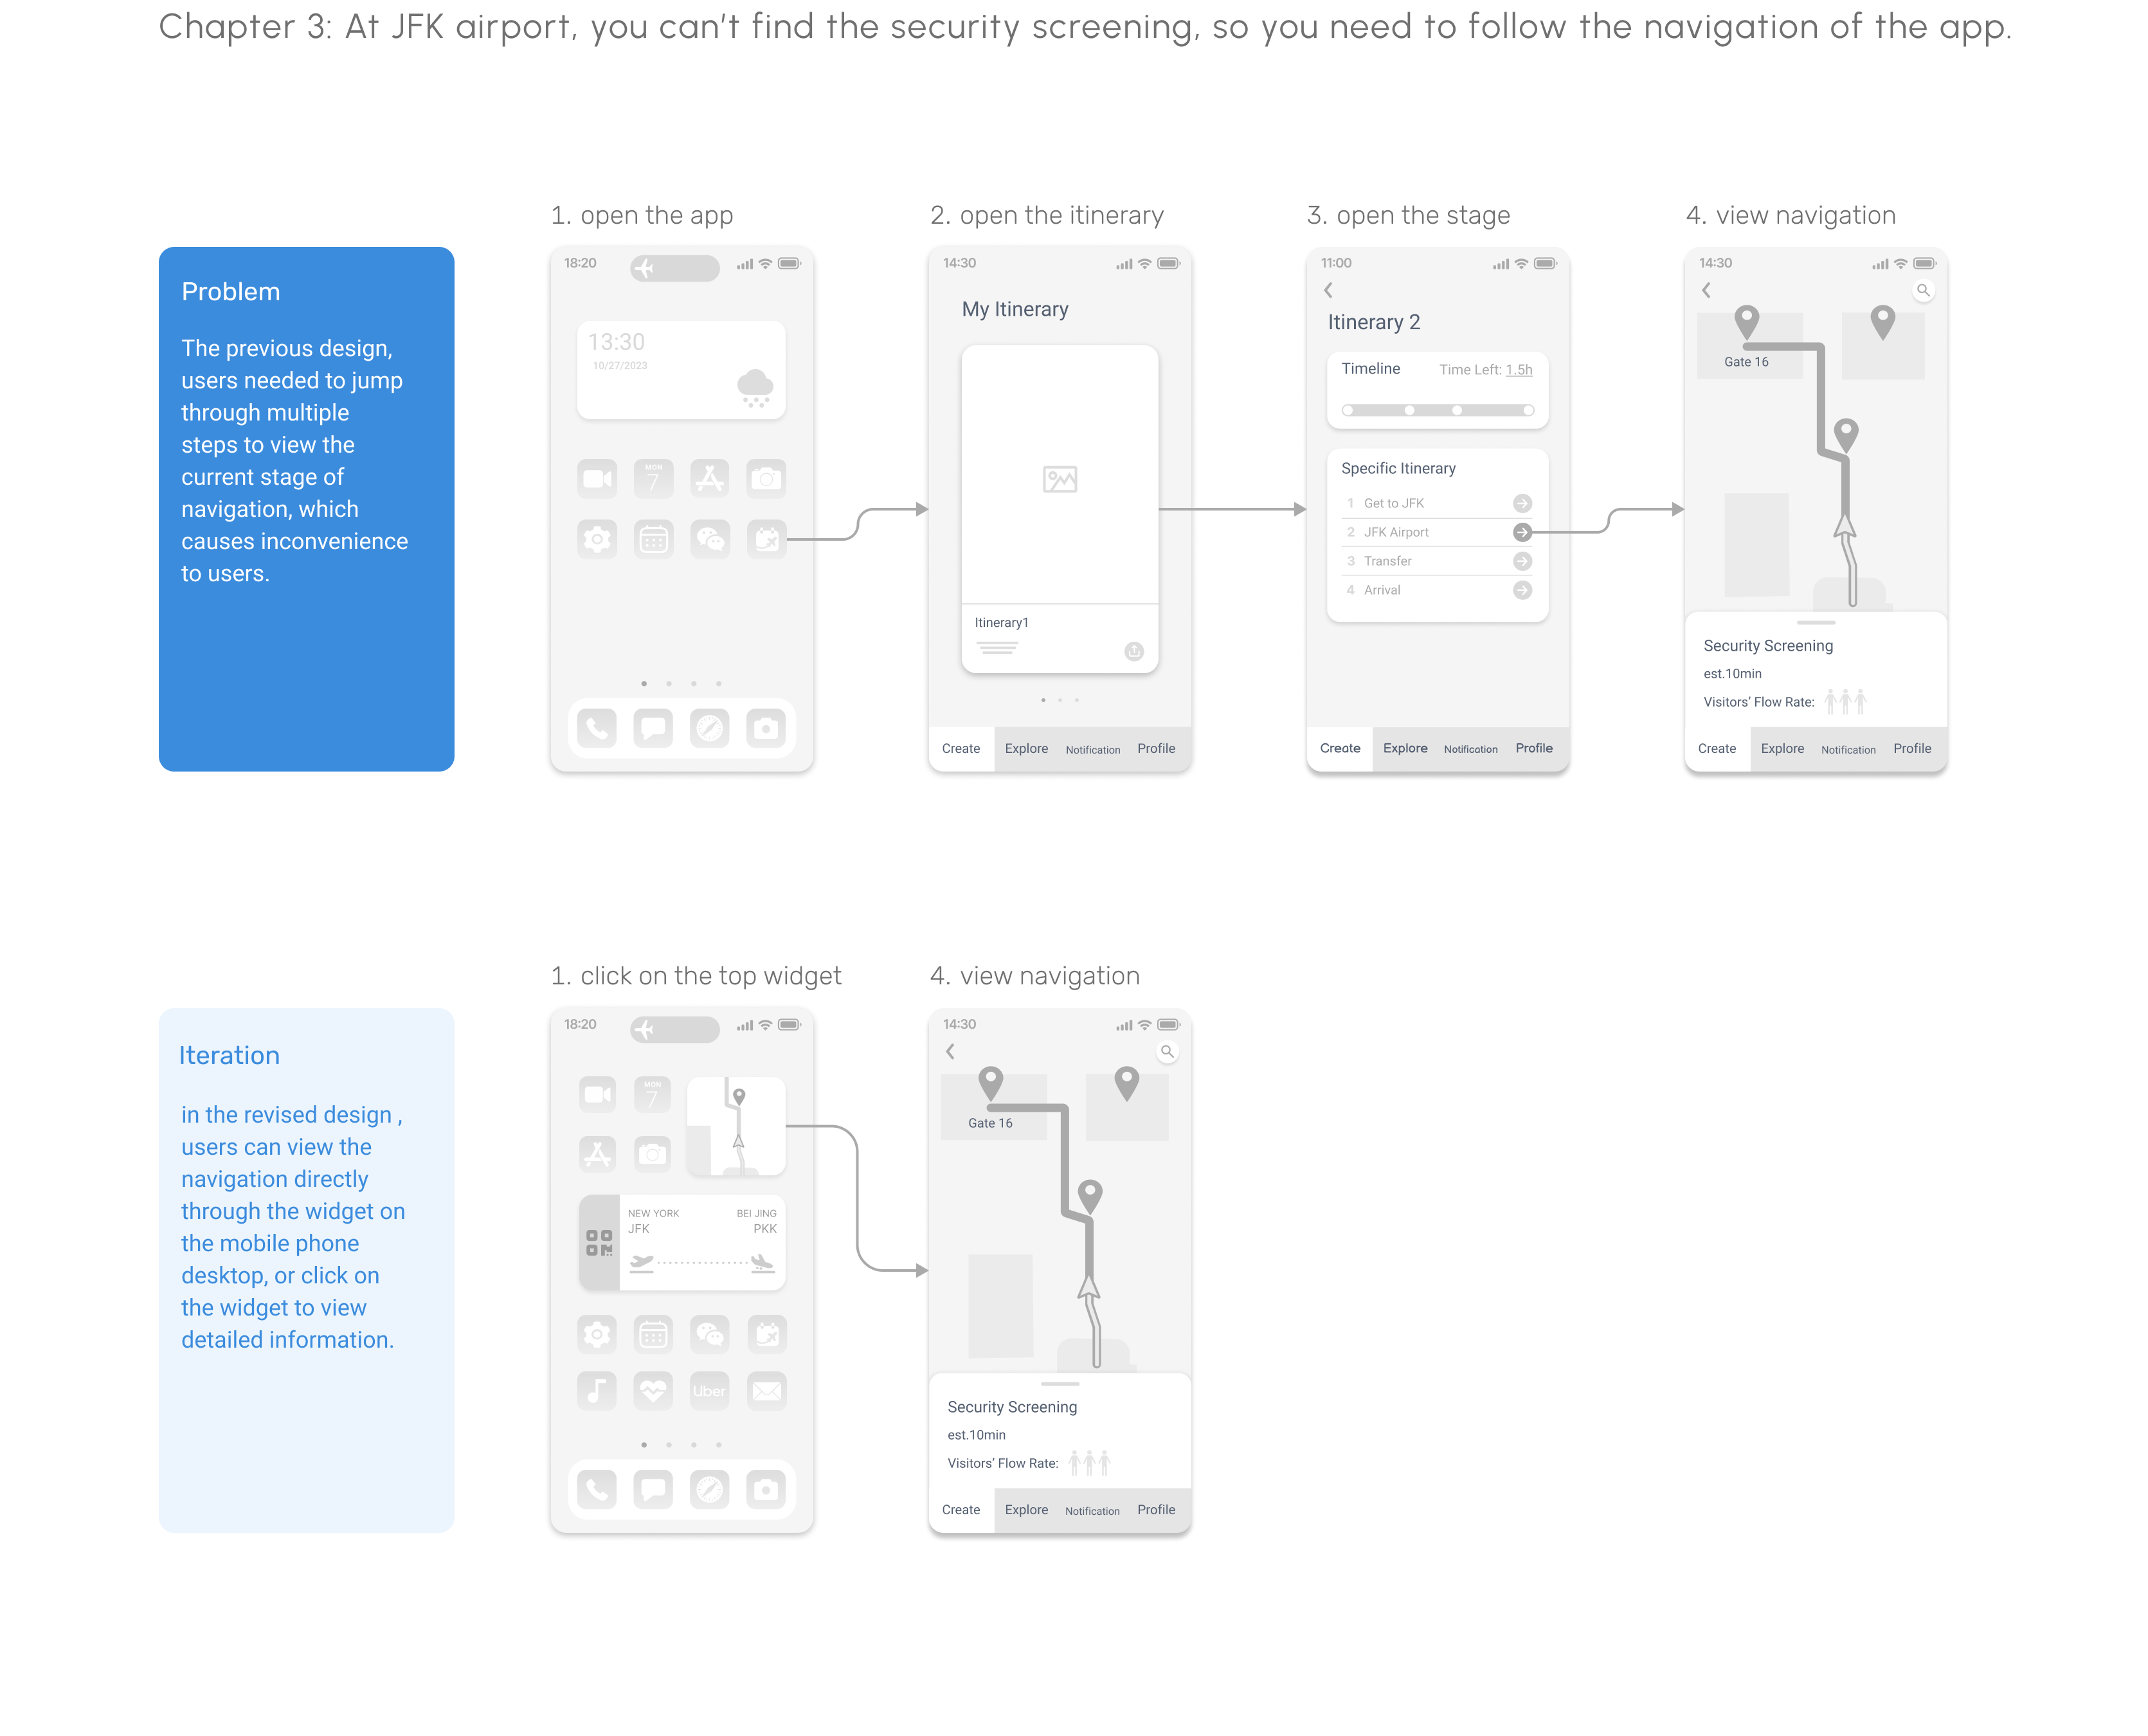 Chapter 3: At JFK airport, you can't find the security screening, so you need to follow the navigation of the app.
Problem
The previous design,
users needed to jump
through multiple
steps to view the
current stage of
navigation, which
causes inconvenience
to users.
1. open the app
18:20
13:30
10/27/2023
MON
7
2. open the itinerary
14:30
My Itinerary
Itinerary1
Create Explore Notification Profile
3. open the stage
11:00
Itinerary 2
Timeline Time Left: 1.5h
Specific Itinerary
1 Get to JFK
2 JFK Airport
3 Transfer
4 Arrival
Create Explore Notification Profile
4. view navigation
14:30
Gate 16
Security Screening
est.10min
Visitors' Flow Rate:
Create Explore Notification Profile
Iteration
in the revised design ,
users can view the
navigation directly
through the widget on
the mobile phone
desktop, or click on
the widget to view
detailed information.
1. click on the top widget
18:20
MON
7
NEW YORK BEI JING
JFK PKK
Uber
4. view navigation
14:30
Gate 16
Security Screening
est.10min
Visitors' Flow Rate:
Create Explore Notification Profile